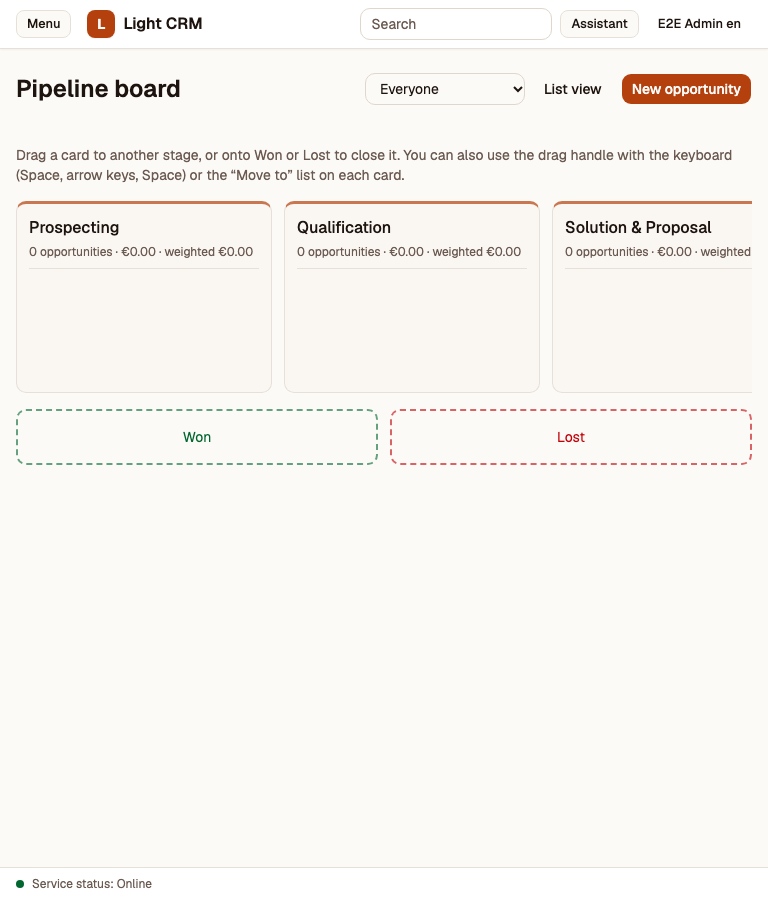 Menu
L
Light CRM
Search
Assistant
E2E Admin en
Pipeline board
Everyone
List view
New opportunity
Drag a card to another stage, or onto Won or Lost to close it. You can also use the drag handle with the keyboard
(Space, arrow keys, Space) or the “Move to” list on each card.
Prospecting
0 opportunities · €0.00 · weighted €0.00
Qualification
0 opportunities · €0.00 · weighted €0.00
Solution & Proposal
0 opportunities · €0.00 · weighted
Won
Lost
Service status: Online